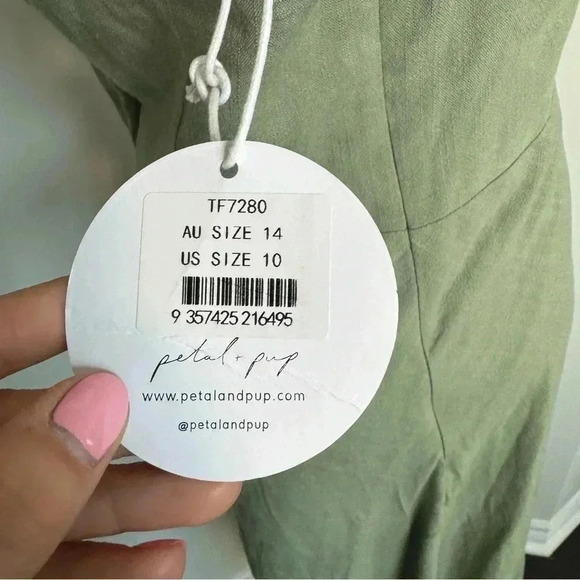 TF7280
AU SIZE 14
US SIZE 10
9 357425 216495
petal + pup
www.petalandpup.com
@petalandpup